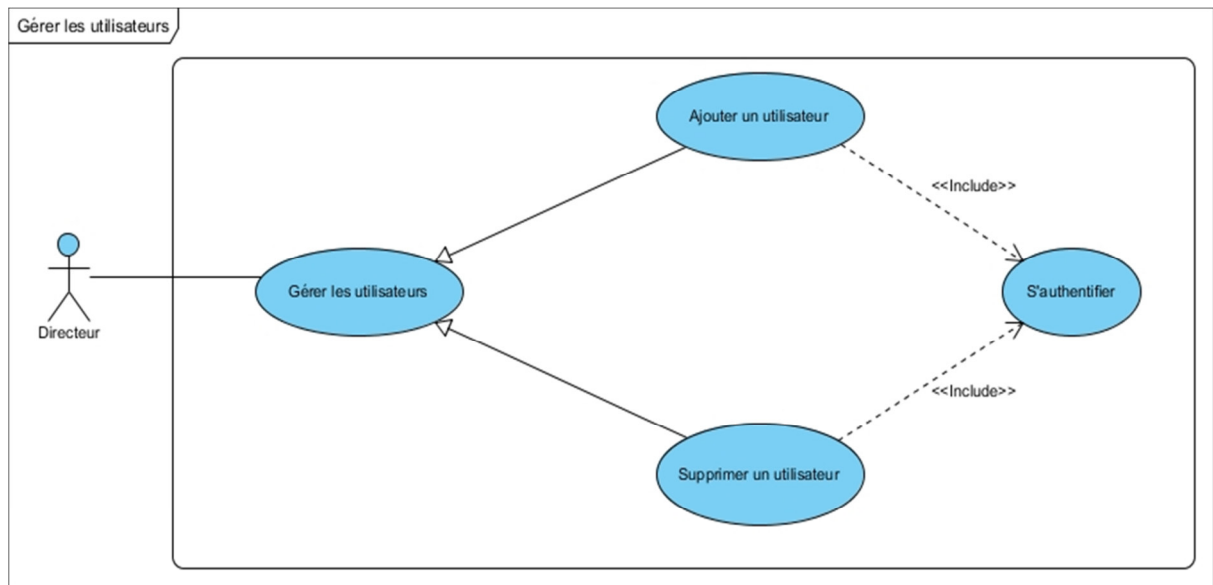 Gérer les utilisateurs
Ajouter un utilisateur
<<Include>>
Gérer les utilisateurs
S'authentifier
Directeur
<<Include>>
Supprimer un utilisateur